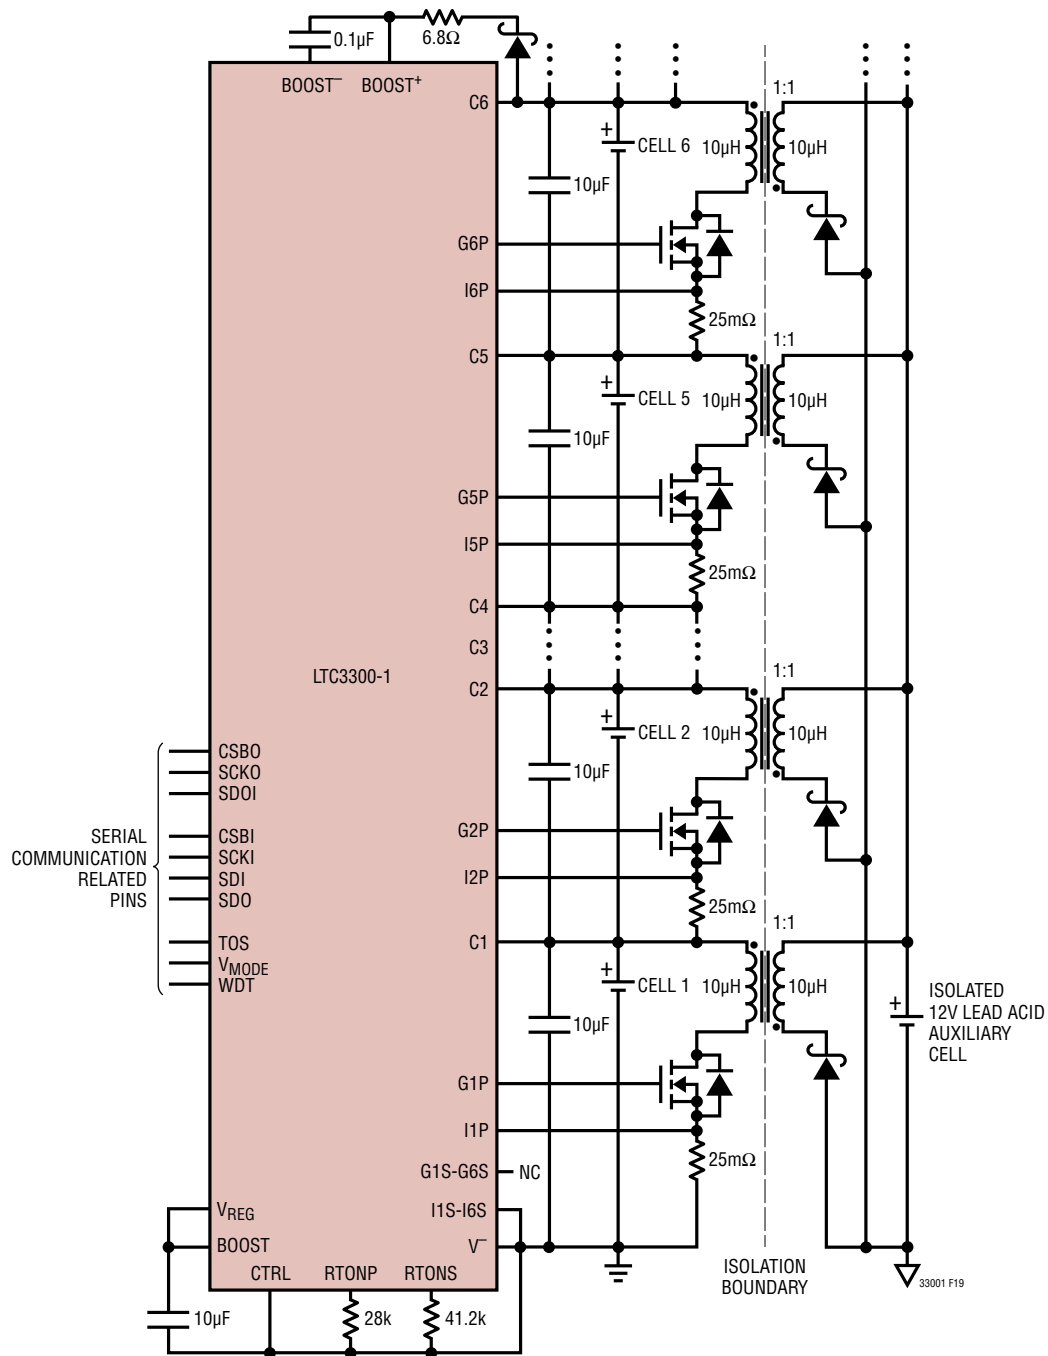 0.1µF
6.8Ω
BOOST–
BOOST+
C6
1:1
CELL 6
+
10µH
10µH
10µF
G6P
I6P
25mΩ
C5
1:1
+
CELL 5
10µH
10µH
10µF
G5P
I5P
25mΩ
C4
C3
LTC3300-1
C2
1:1
+
CELL 2
10µH
10µH
10µF
G2P
I2P
25mΩ
CSBO
SCKO
SDOI
CSBI
SCKI
SDI
SDO
TOS
VMODE
WDT
SERIAL
COMMUNICATION
RELATED
PINS
C1
1:1
+
CELL 1
10µH
10µH
10µF
G1P
I1P
25mΩ
+
ISOLATED
12V LEAD ACID
AUXILIARY
CELL
G1S-G6S
NC
VREG
I1S-I6S
BOOST
V–
CTRL
RTONP
RTONS
10µF
28k
41.2k
ISOLATION
BOUNDARY
33001 F19